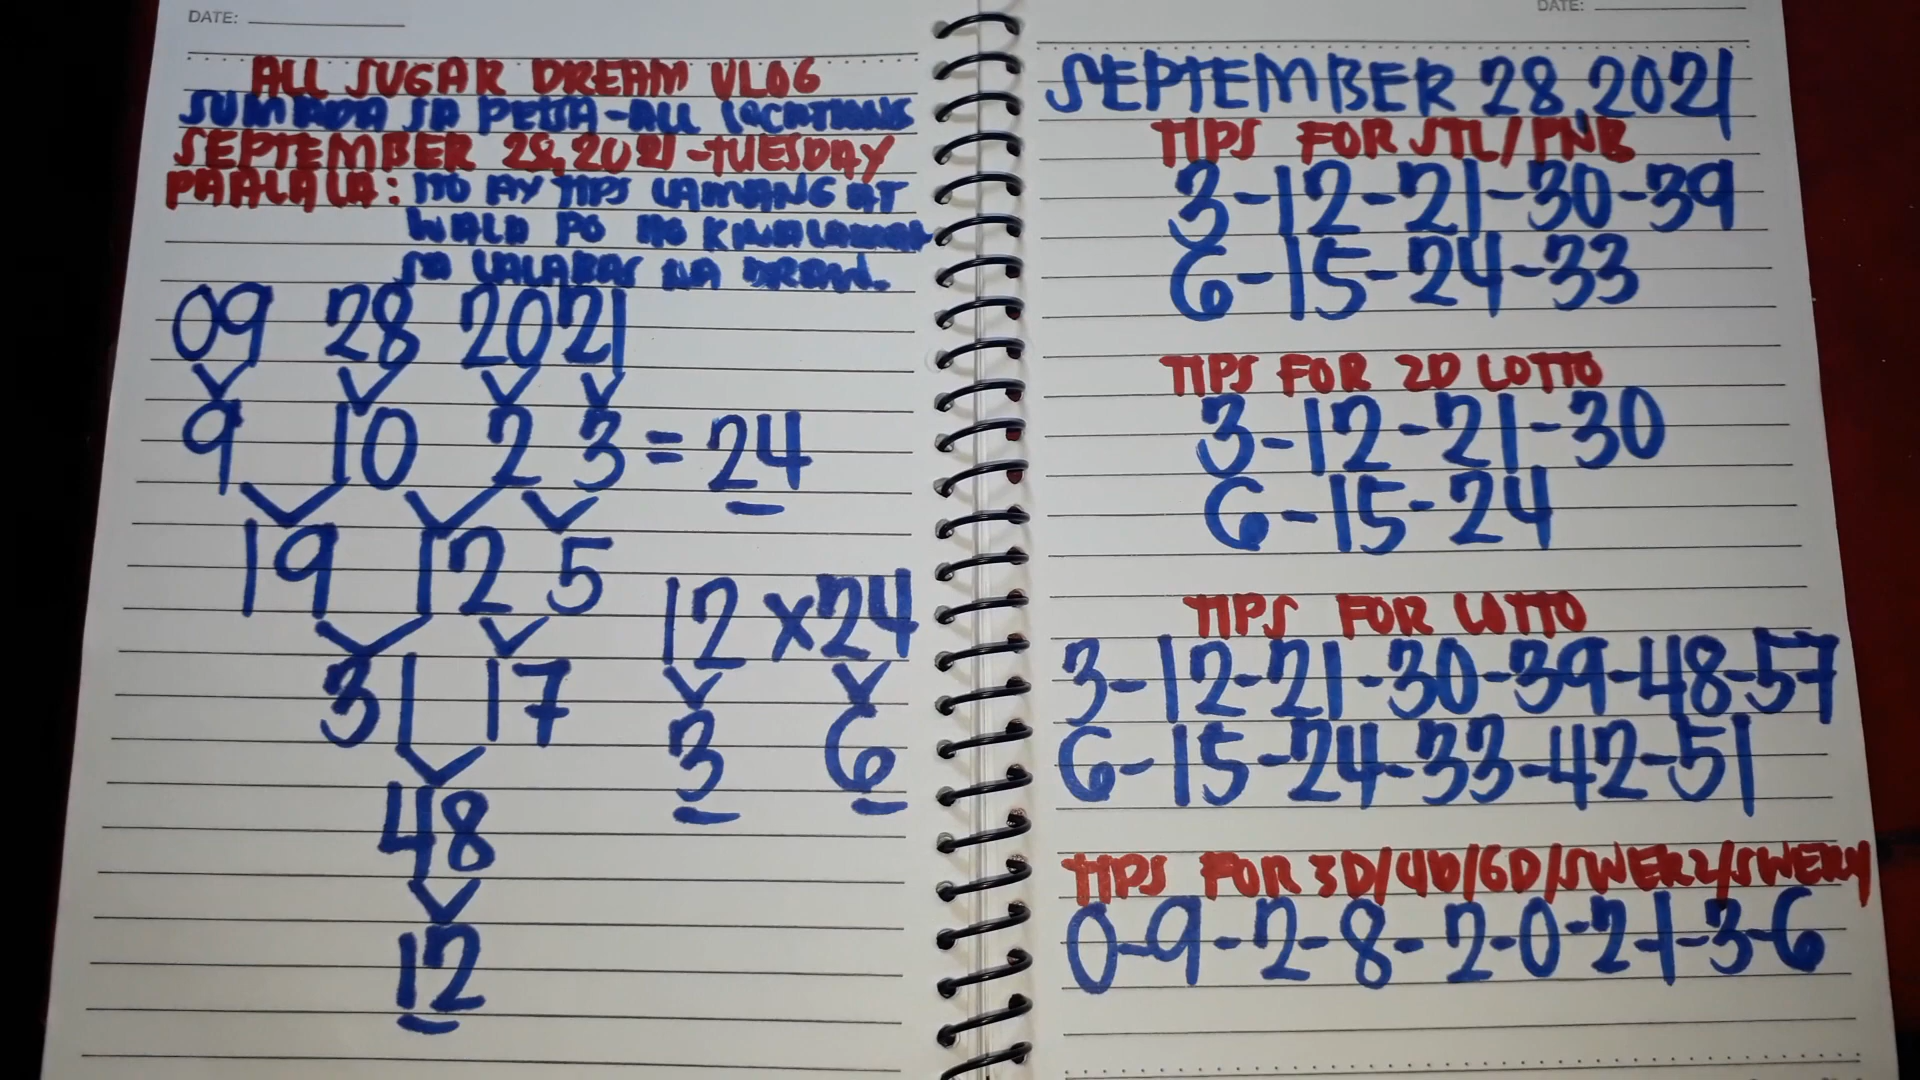 DATE:
ALL SUGAR DREAM VLOG
SUMADA SA PETSA-ALL LOCATIONS
SEPTEMBER 28, 2021 -TUESDAY
PAALALA: ITO AY TIPS LAMANG AT
WALA PO NG KINALAMAN
SA LALABAS NA DRAW.
09 28 2021
9 10 2 3 = 24
19 12 5
12 x 24
31 17
3 6
48
12
DATE:
SEPTEMBER 28, 2021
TIPS FOR STL/PNB
3-12-21-30-39
6-15-24-33
TIPS FOR 2D LOTTO
3-12-21-30
6-15-24
TIPS FOR LOTTO
3-12-21-30-39-48-57
6-15-24-33-42-51
TIPS FOR 3D/4D/6D/SWER2/SWER4
0-9-2-8-2-0-2-1-3-6